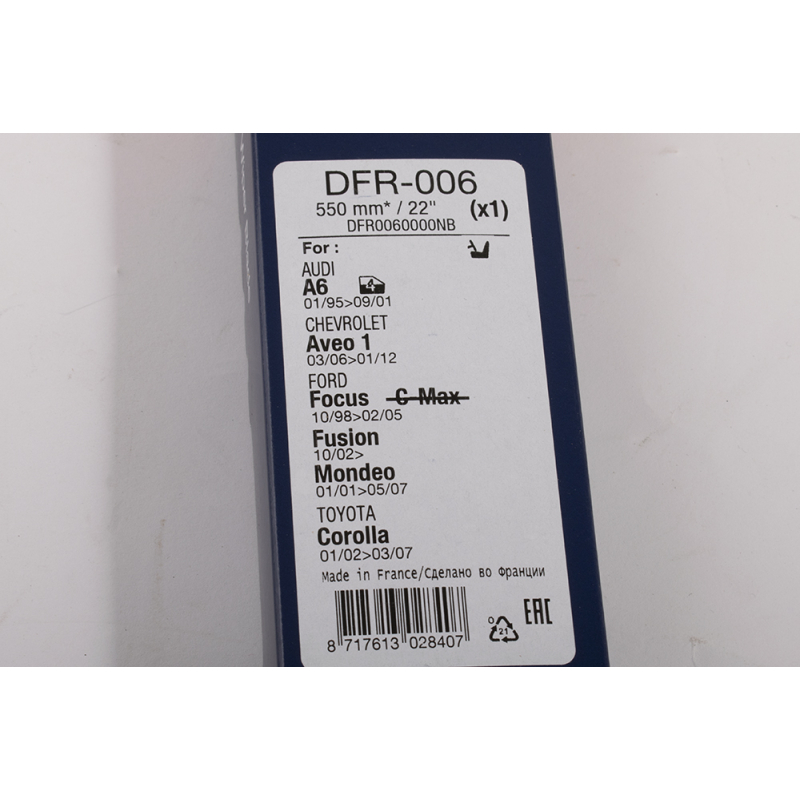 DFR-006
550 mm* / 22" (x1)
DFR0060000NB
For :
AUDI
A6 4
01/95>09/01
CHEVROLET
Aveo 1
03/06>01/12
FORD
Focus C-Max
10/98>02/05
Fusion
10/02>
Mondeo
01/01>05/07
TOYOTA
Corolla
01/02>03/07
Made in France/Сделано во Франции
8 717613 028407
21
EAC